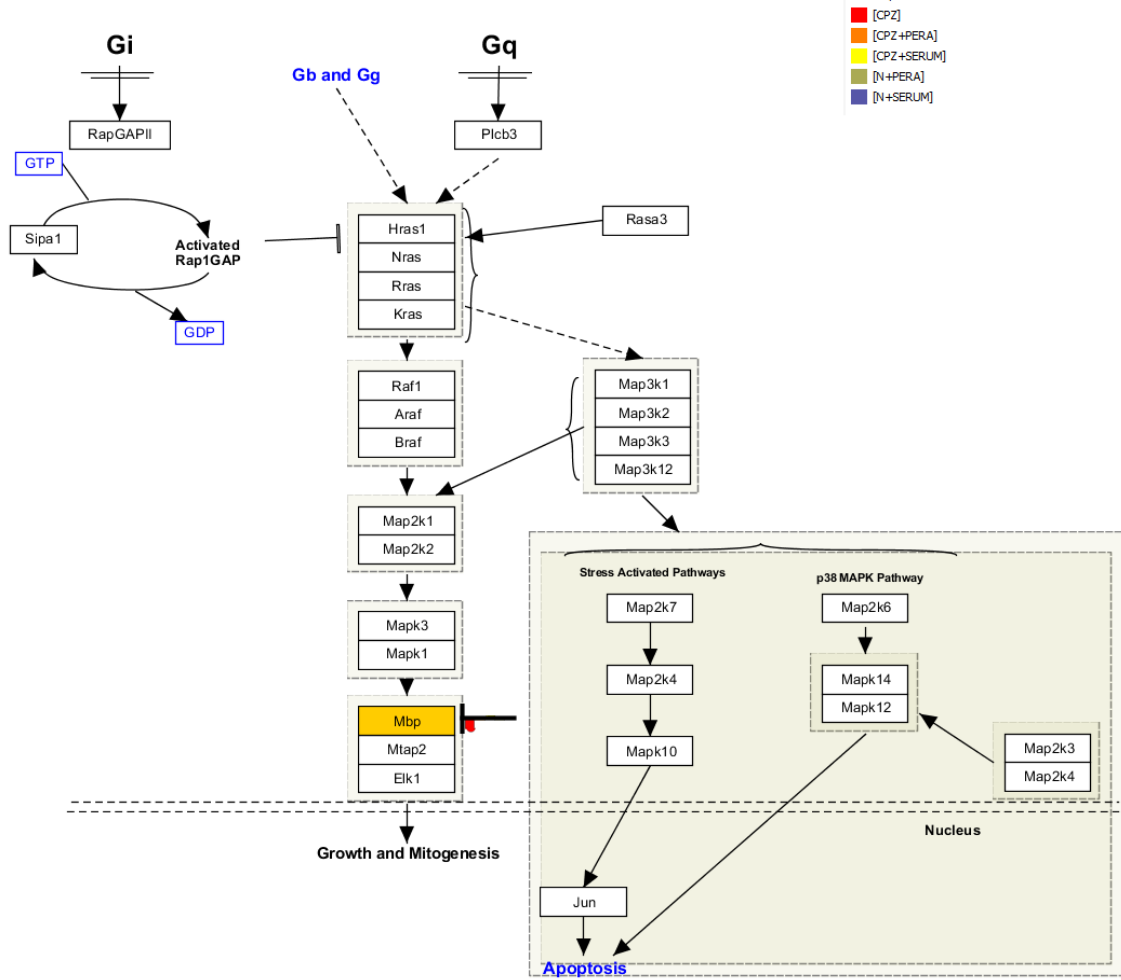 [CPZ]
[CPZ+PERA]
[CPZ+SERUM]
[N+PERA]
[N+SERUM]
Gi
Gq
Gb and Gg
RapGAPII
Plcb3
GTP
Sipa1
Activated
Rap1GAP
GDP
Rasa3
Hras1
Nras
Rras
Kras
Raf1
Araf
Braf
Map3k1
Map3k2
Map3k3
Map3k12
Map2k1
Map2k2
Mapk3
Mapk1
Mbp
Mtap2
Elk1
Stress Activated Pathways
p38 MAPK Pathway
Map2k7
Map2k6
Map2k4
Mapk14
Mapk12
Mapk10
Map2k3
Map2k4
Nucleus
Growth and Mitogenesis
Jun
Apoptosis